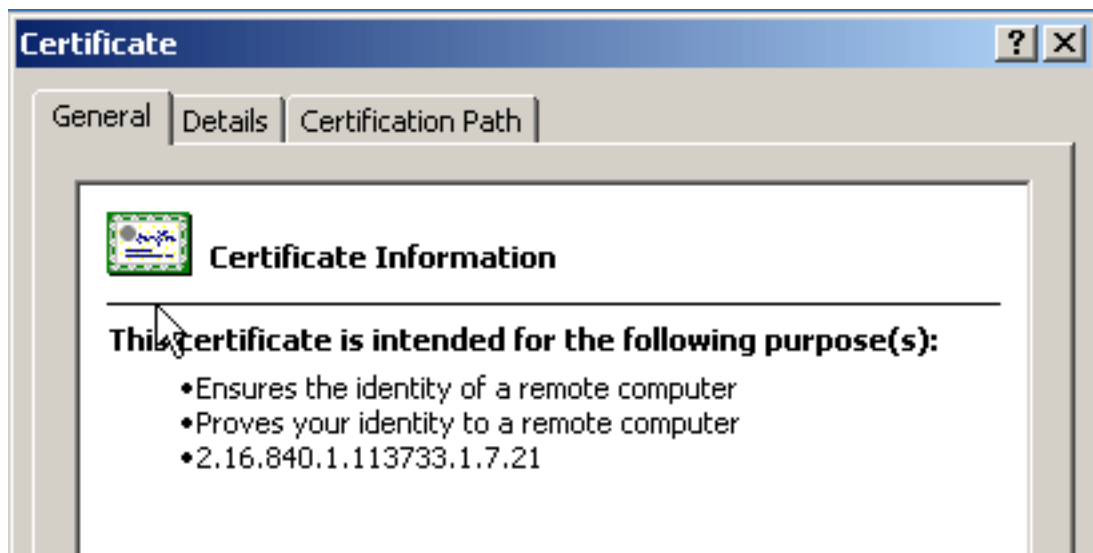 Certificate
General Details Certification Path
Certificate Information
This certificate is intended for the following purpose(s):
•Ensures the identity of a remote computer
•Proves your identity to a remote computer
•2.16.840.1.113733.1.7.21